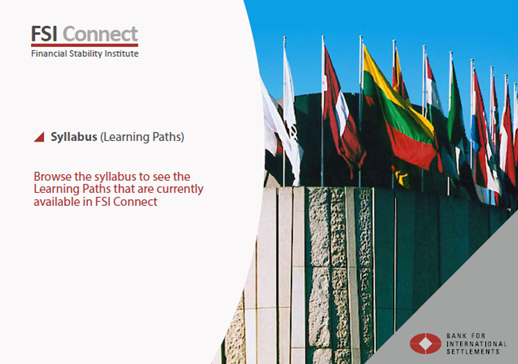 FSI Connect
Financial Stability Institute
Syllabus (Learning Paths)
Browse the syllabus to see the
Learning Paths that are currently
available in FSI Connect
BANK FOR
INTERNATIONAL
SETTLEMENTS